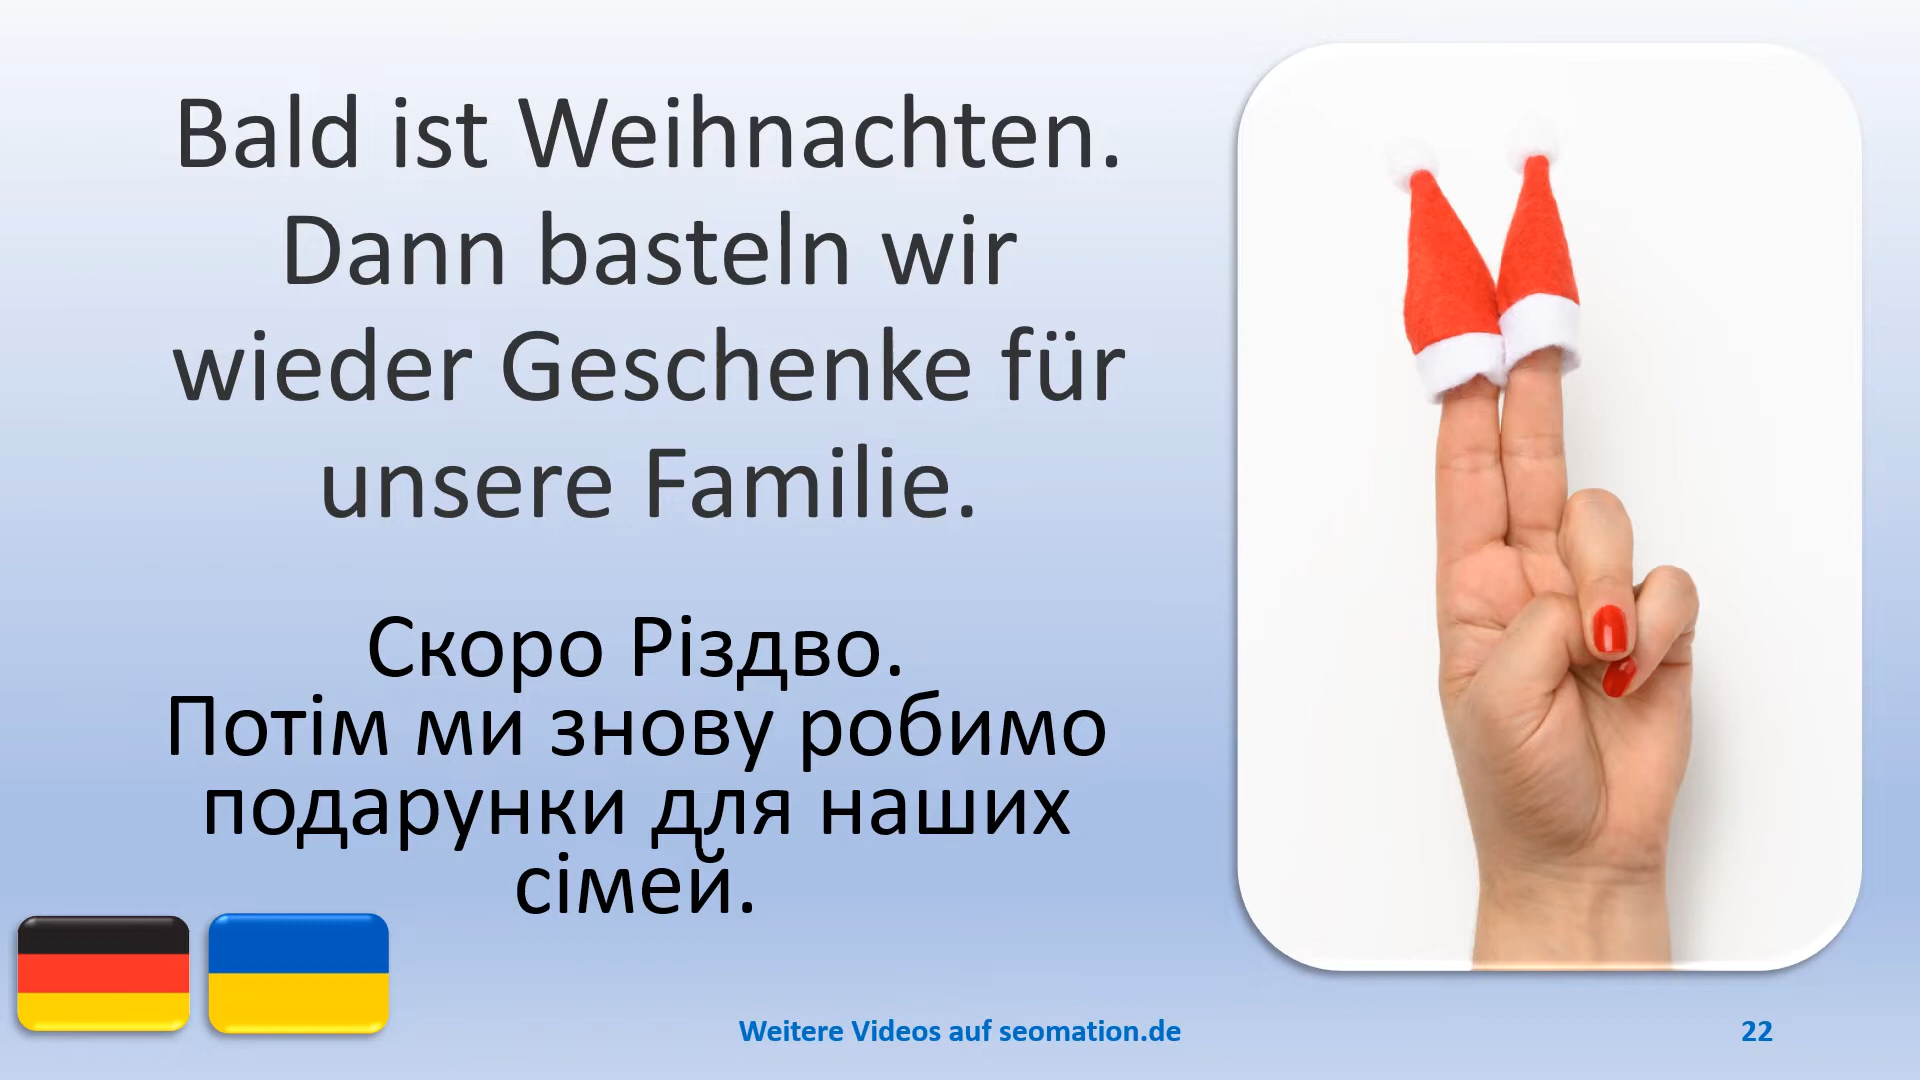 Bald ist Weihnachten.
Dann basteln wir
wieder Geschenke für
unsere Familie.
Скоро Різдво.
Потім ми знову робимо
подарунки для наших
сімей.
Weitere Videos auf seomation.de
22